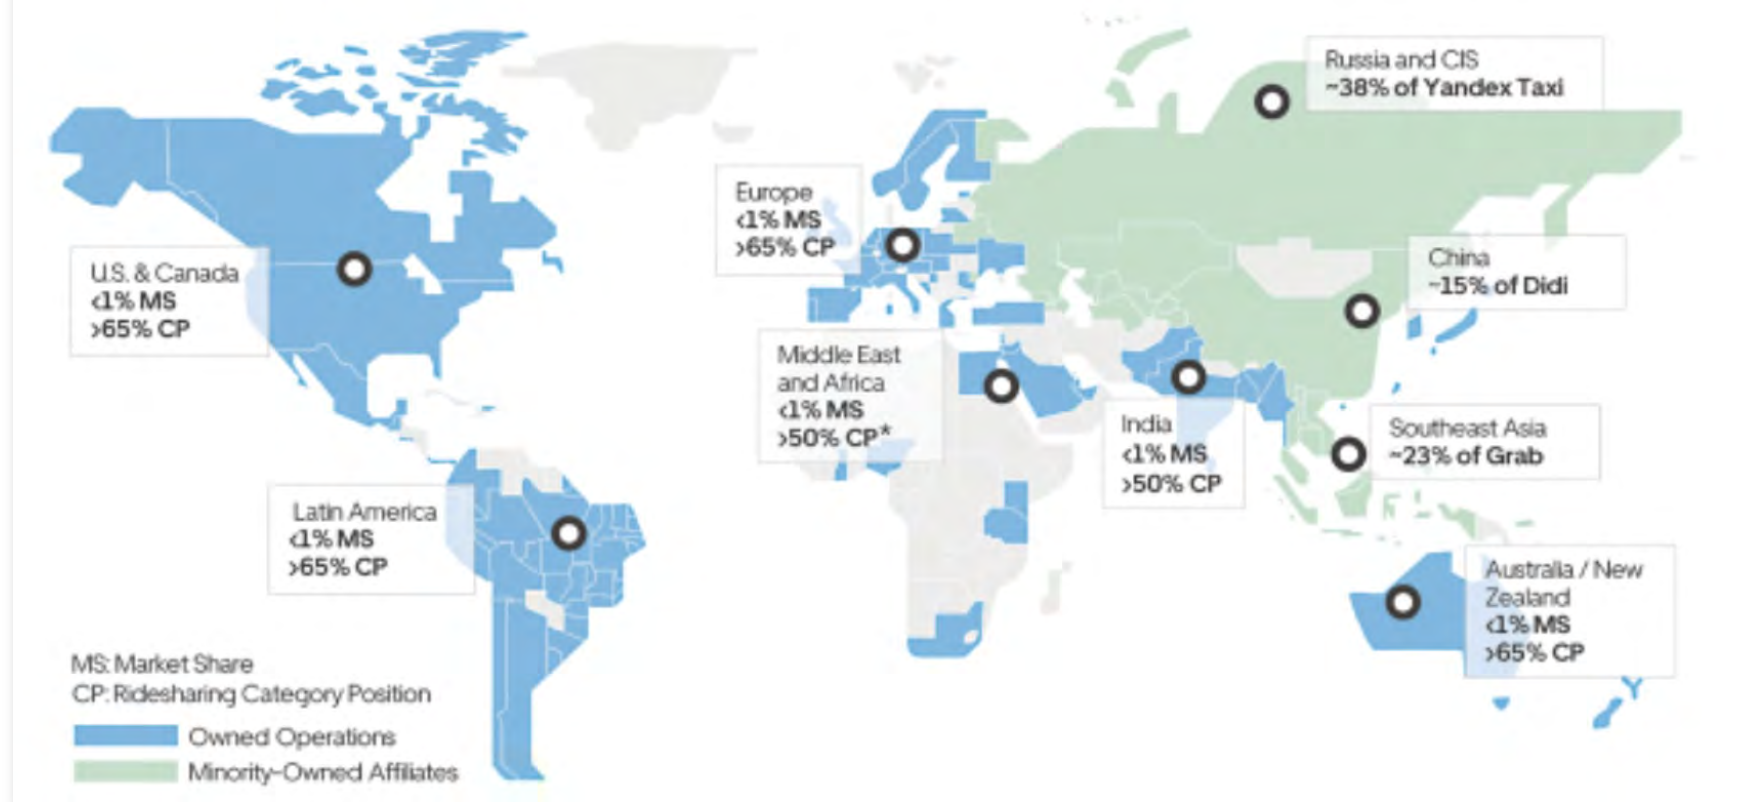 Russia and CIS
~38% of Yandex Taxi
Europe
<1% MS
>65% CP
U.S. & Canada
<1% MS
>65% CP
China
~15% of Didi
Middle East
and Africa
<1% MS
>50% CP*
India
<1% MS
>50% CP
Southeast Asia
~23% of Grab
Latin America
<1% MS
>65% CP
Australia / New
Zealand
<1% MS
>65% CP
MS: Market Share
CP: Ridesharing Category Position
Owned Operations
Minority-Owned Affiliates